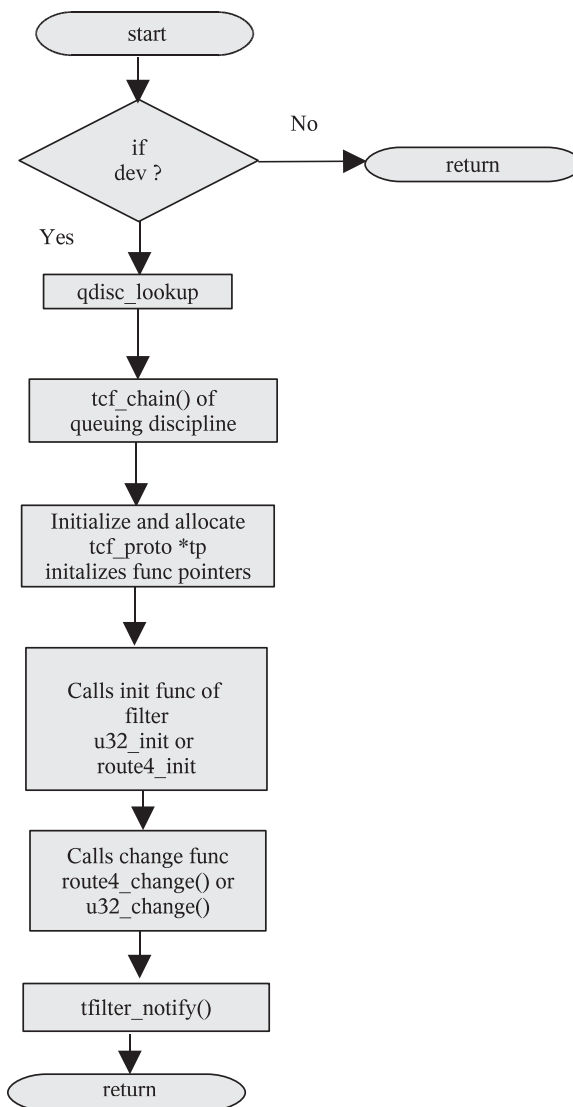 start
if
dev ?
No
return
Yes
qdisc_lookup
tcf_chain() of
queuing discipline
Initialize and allocate
tcf_proto *tp
initalizes func pointers
Calls init func of
filter
u32_init or
route4_init
Calls change func
route4_change() or
u32_change()
tfilter_notify()
return